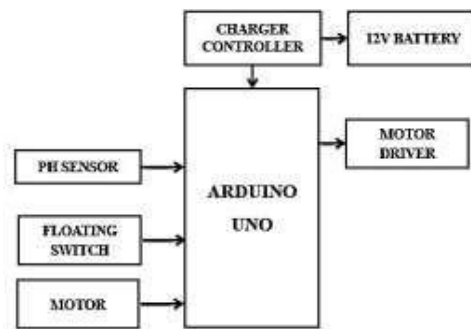 CHARGER
CONTROLLER
12V BATTERY
MOTOR
DRIVER
PH SENSOR
ARDUINO
UNO
FLOATING
SWITCH
MOTOR